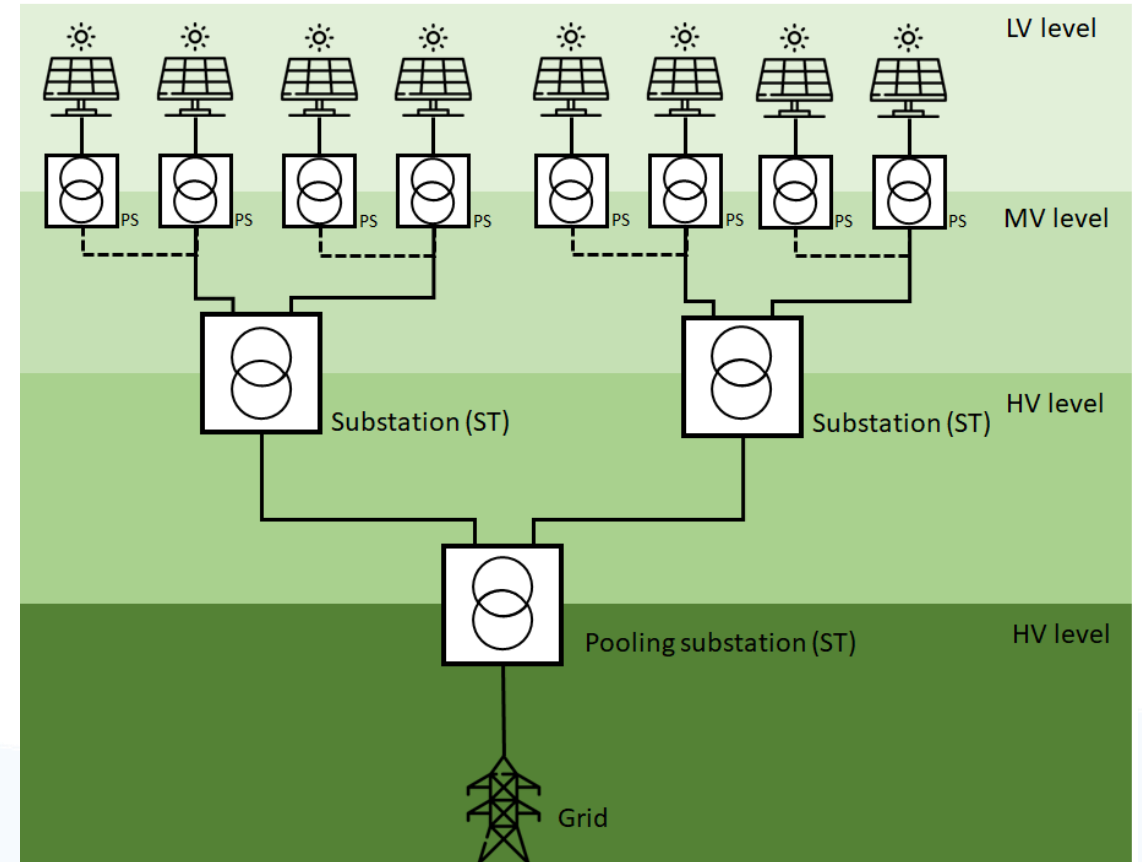 LV level
PS
PS
PS
PS
PS
PS
PS
PS
MV level
Substation (ST)
Substation (ST)
HV level
Pooling substation (ST)
HV level
Grid